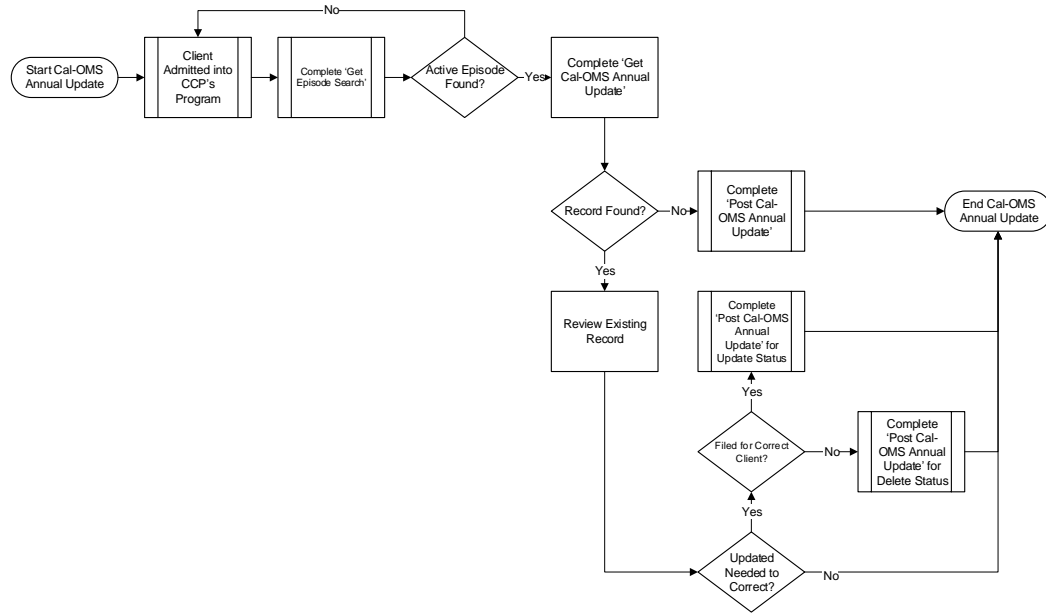 No
Start Cal-OMS
Annual Update
Client
Admitted into
CCP's
Program
Complete 'Get
Episode Search'
Active Episode
Found?
Yes
Complete 'Get
Cal-OMS Annual
Update'
Record Found?
No
Complete
'Post Cal-
OMS Annual
Update'
End Cal-OMS
Annual Update
Yes
Review Existing
Record
Complete
'Post Cal-OMS
Annual
Update' for
Update Status
Yes
Filed for Correct
Client?
No
Complete
'Post Cal-
OMS Annual
Update' for
Delete Status
Yes
Updated
Needed to
Correct?
No